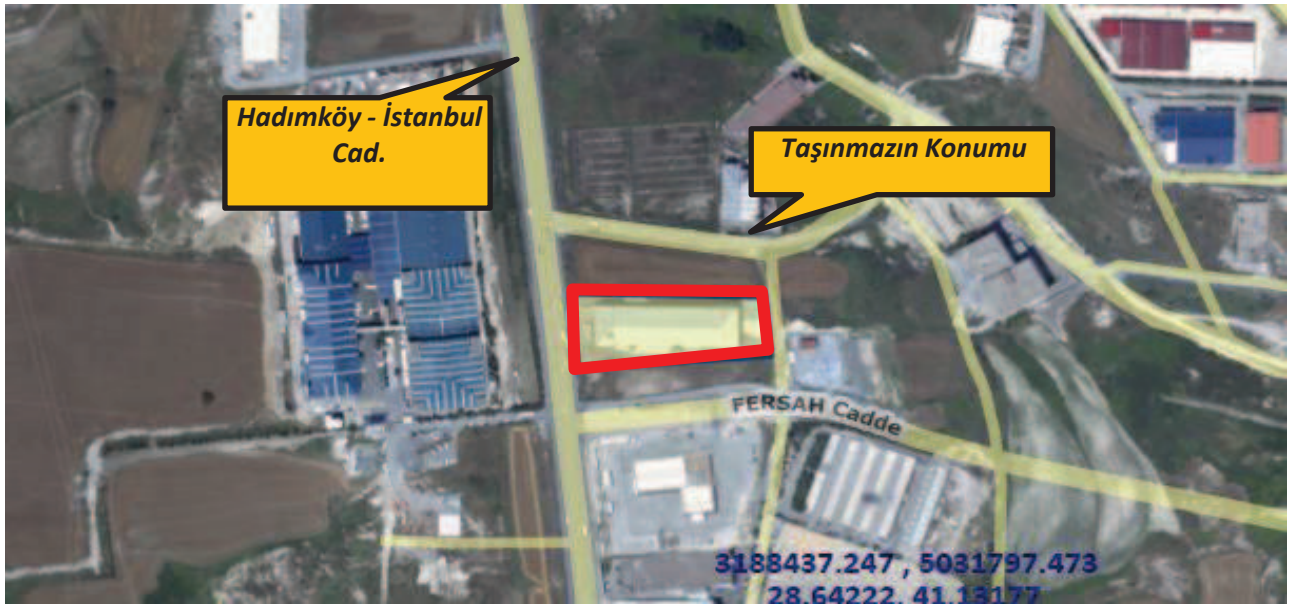 Hadımköy - İstanbul
Cad.
Taşınmazın Konumu
FERSAH Cadde
3188437.247 , 5031797.473
28.64222, 41.13177